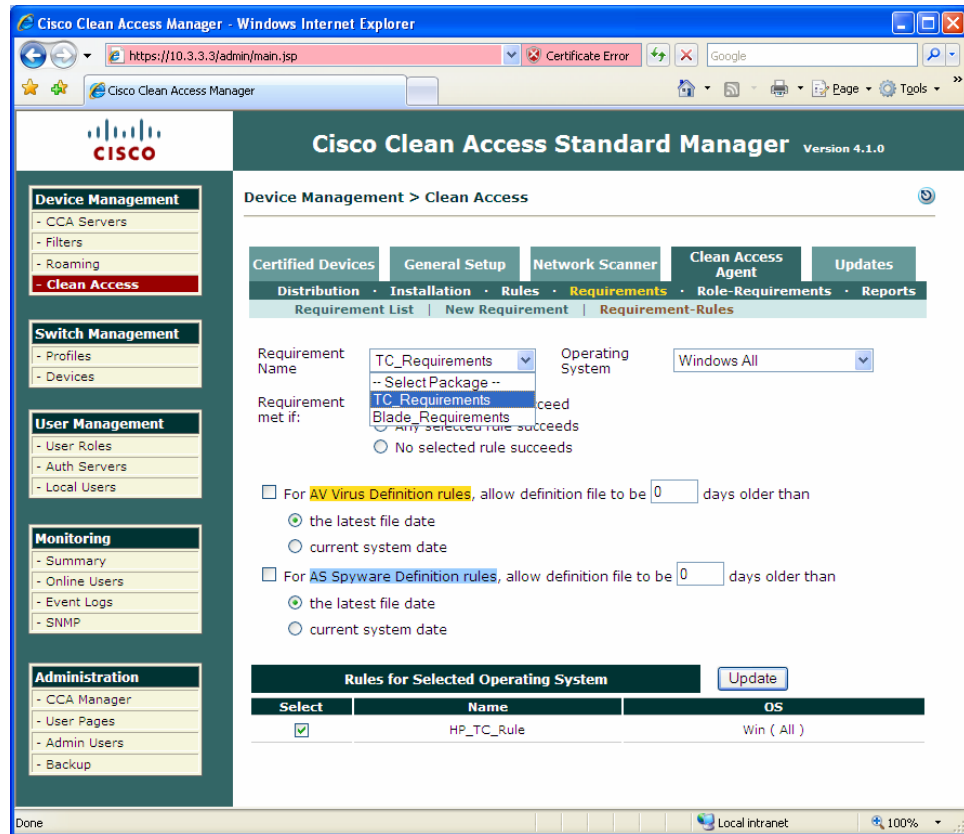 Cisco Clean Access Manager - Windows Internet Explorer
https://10.3.3.3/admin/main.jsp
Certificate Error
Google
Cisco Clean Access Manager
Page
Tools
»
CISCO
Cisco Clean Access Standard Manager Version 4.1.0
Device Management
- CCA Servers
- Filters
- Roaming
- Clean Access
Switch Management
- Profiles
- Devices
User Management
- User Roles
- Auth Servers
- Local Users
Monitoring
- Summary
- Online Users
- Event Logs
- SNMP
Administration
- CCA Manager
- User Pages
- Admin Users
- Backup
Device Management > Clean Access
Certified Devices
General Setup
Network Scanner
Clean Access Agent
Updates
Distribution · Installation · Rules · Requirements · Role-Requirements · Reports
Requirement List | New Requirement | Requirement-Rules
Requirement Name
TC_Requirements
-- Select Package --
TC_Requirements
Blade_Requirements
Operating System
Windows All
Requirement met if:
selected rule succeeds
No selected rule succeeds
For AV Virus Definition rules, allow definition file to be 0 days older than
the latest file date
current system date
For AS Spyware Definition rules, allow definition file to be 0 days older than
the latest file date
current system date
Rules for Selected Operating System
Update
Select Name OS
HP_TC_Rule Win ( All )
Done
Local intranet
100%